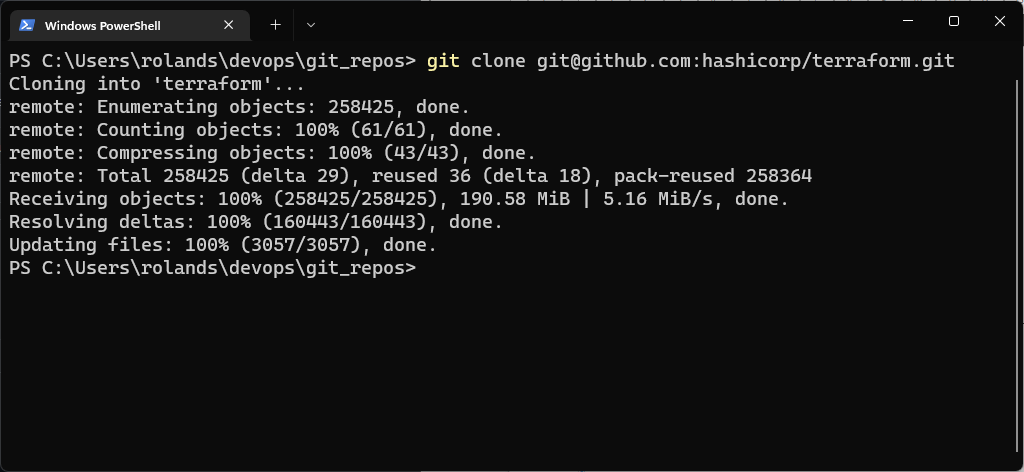 Windows PowerShell
PS C:\Users\rolands\devops\git_repos> git clone git@github.com:hashicorp/terraform.git
Cloning into 'terraform'...
remote: Enumerating objects: 258425, done.
remote: Counting objects: 100% (61/61), done.
remote: Compressing objects: 100% (43/43), done.
remote: Total 258425 (delta 29), reused 36 (delta 18), pack-reused 258364
Receiving objects: 100% (258425/258425), 190.58 MiB | 5.16 MiB/s, done.
Resolving deltas: 100% (160443/160443), done.
Updating files: 100% (3057/3057), done.
PS C:\Users\rolands\devops\git_repos>